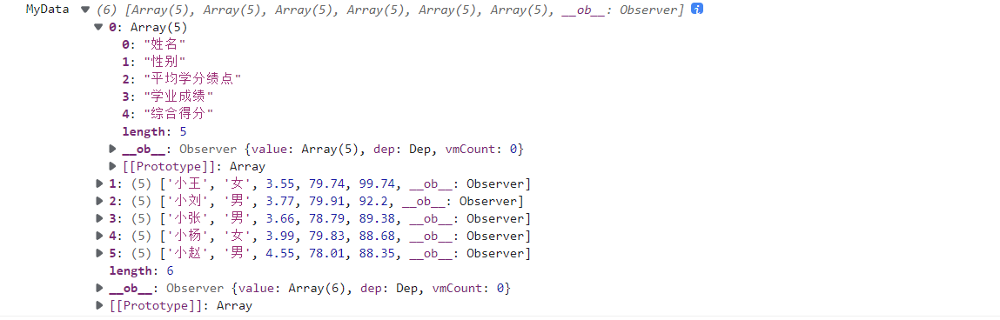 MyData ▼ (6) [Array(5), Array(5), Array(5), Array(5), Array(5), Array(5), __ob__: Observer] i
▼ 0: Array(5)
0: "姓名"
1: "性别"
2: "平均学分绩点"
3: "学业成绩"
4: "综合得分"
length: 5
▶ __ob__: Observer {value: Array(5), dep: Dep, vmCount: 0}
▶ [[Prototype]]: Array
▶ 1: (5) ['小王', '女', 3.55, 79.74, 99.74, __ob__: Observer]
▶ 2: (5) ['小刘', '男', 3.77, 79.91, 92.2, __ob__: Observer]
▶ 3: (5) ['小张', '男', 3.66, 78.79, 89.38, __ob__: Observer]
▶ 4: (5) ['小杨', '女', 3.99, 79.83, 88.68, __ob__: Observer]
▶ 5: (5) ['小赵', '男', 4.55, 78.01, 88.35, __ob__: Observer]
length: 6
▶ __ob__: Observer {value: Array(6), dep: Dep, vmCount: 0}
▶ [[Prototype]]: Array